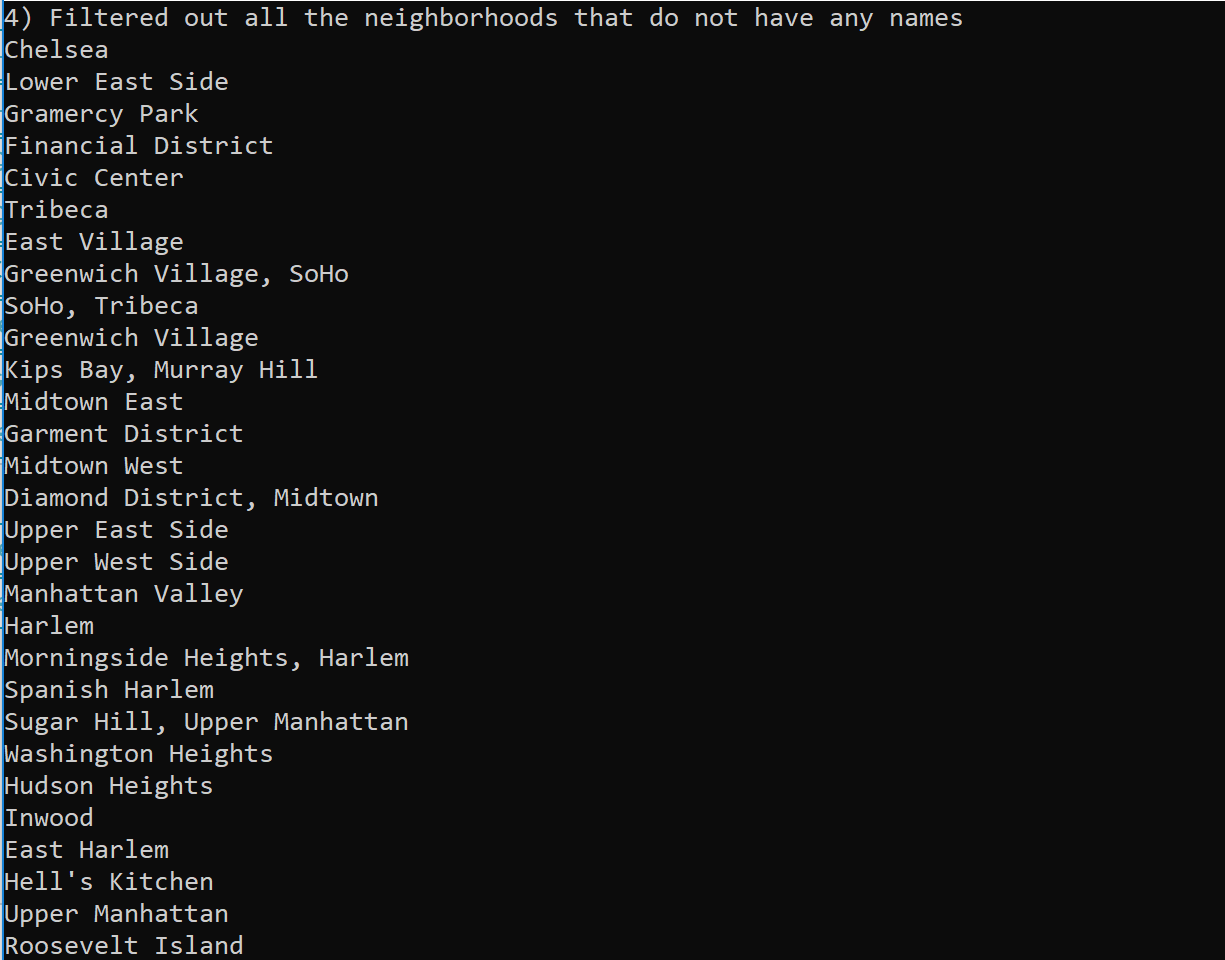 4) Filtered out all the neighborhoods that do not have any names
Chelsea
Lower East Side
Gramercy Park
Financial District
Civic Center
Tribeca
East Village
Greenwich Village, SoHo
SoHo, Tribeca
Greenwich Village
Kips Bay, Murray Hill
Midtown East
Garment District
Midtown West
Diamond District, Midtown
Upper East Side
Upper West Side
Manhattan Valley
Harlem
Morningside Heights, Harlem
Spanish Harlem
Sugar Hill, Upper Manhattan
Washington Heights
Hudson Heights
Inwood
East Harlem
Hell's Kitchen
Upper Manhattan
Roosevelt Island